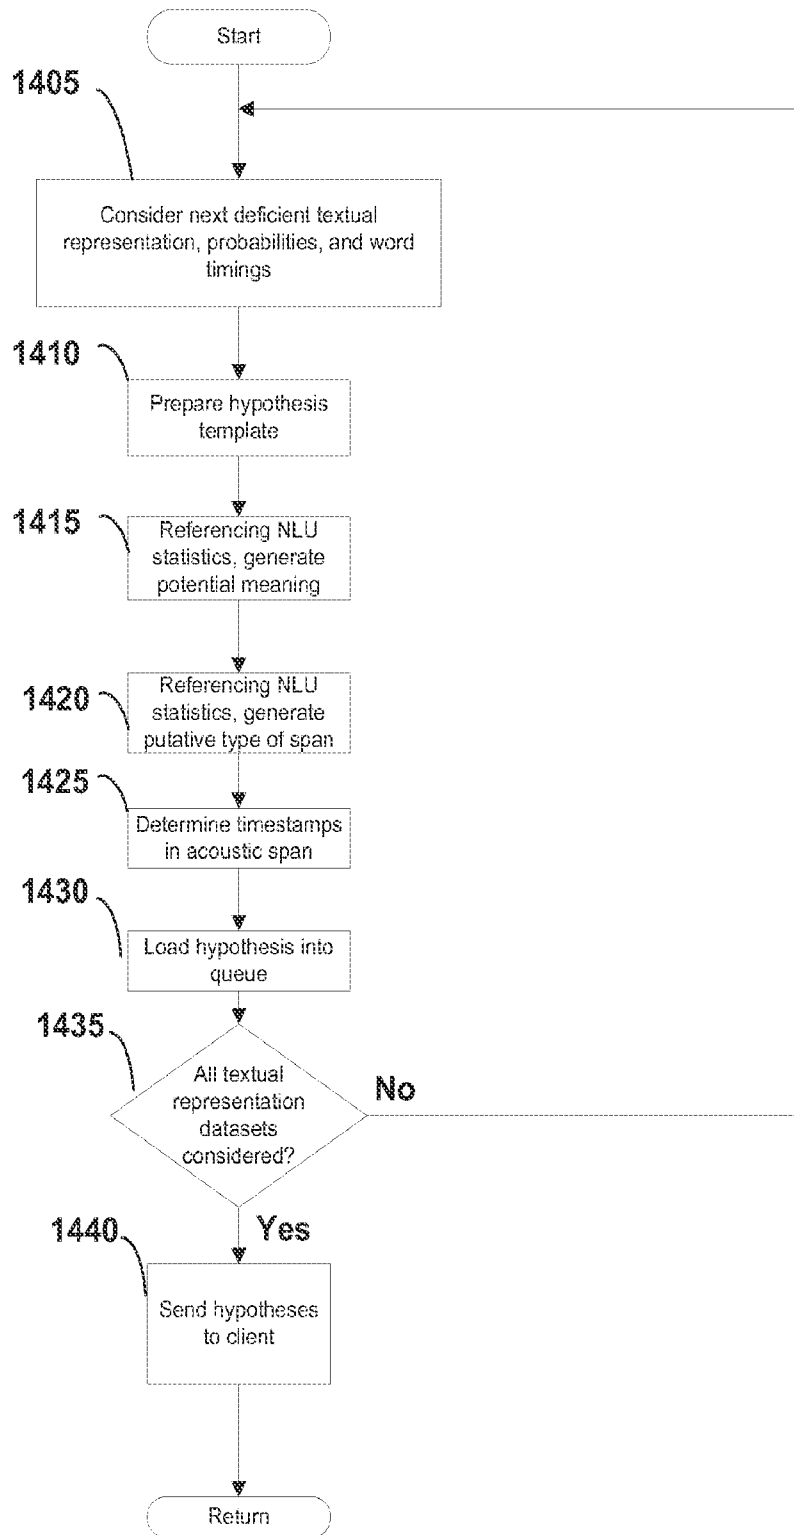 Start
1405
Consider next deficient textual
representation, probabilities, and word
timings
1410
Prepare hypothesis
template
1415
Referencing NLU
statistics, generate
potential meaning
1420
Referencing NLU
statistics, generate
putative type of span
1425
Determine timestamps
in acoustic span
1430
Load hypothesis into
queue
1435
All textual
representation
datasets
considered?
No
Yes
1440
Send hypotheses
to client
Return